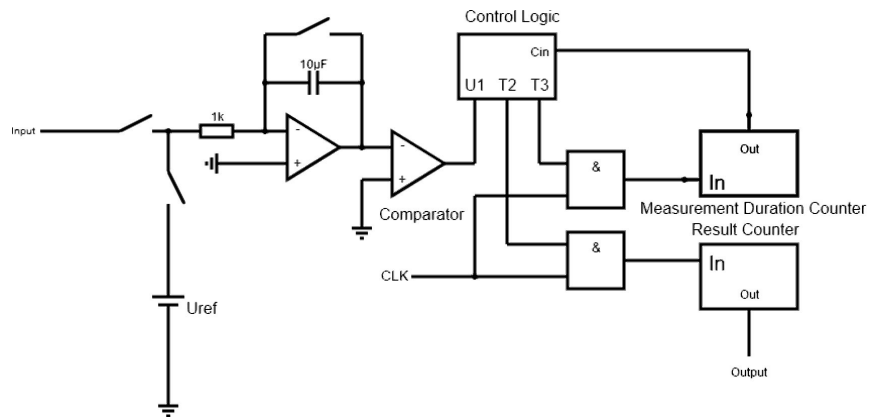 Control Logic
Cin
U1 T2 T3
10µF
1k
Input
-
+
-
+
Comparator
&
Out
In
Measurement Duration Counter
Result Counter
&
In
Out
CLK
Uref
Output